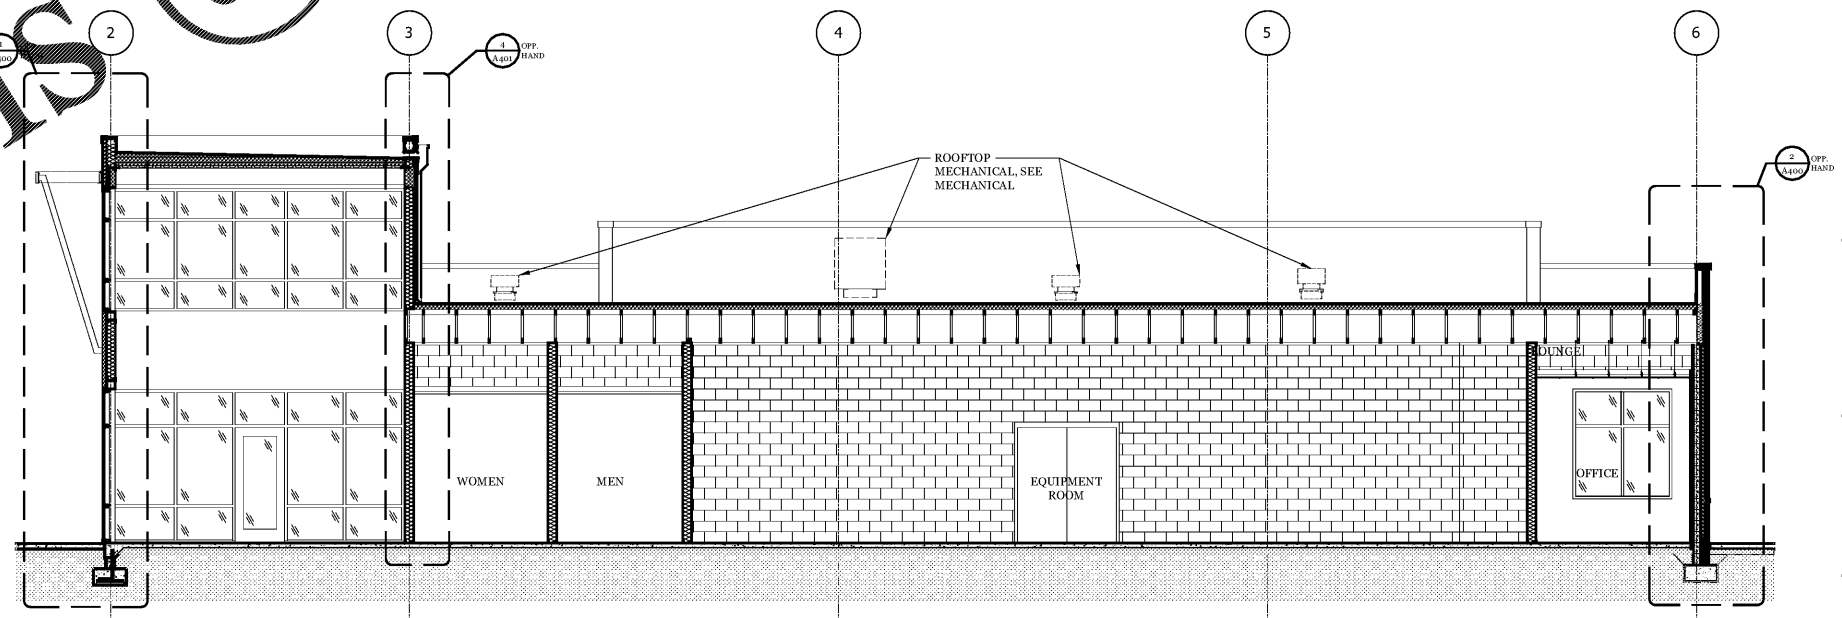 2
3
4
5
6
4
A401
OPP.
HAND
2
A400
OPP.
HAND
ROOFTOP
MECHANICAL, SEE
MECHANICAL
LOUNGE
WOMEN
MEN
EQUIPMENT
ROOM
OFFICE